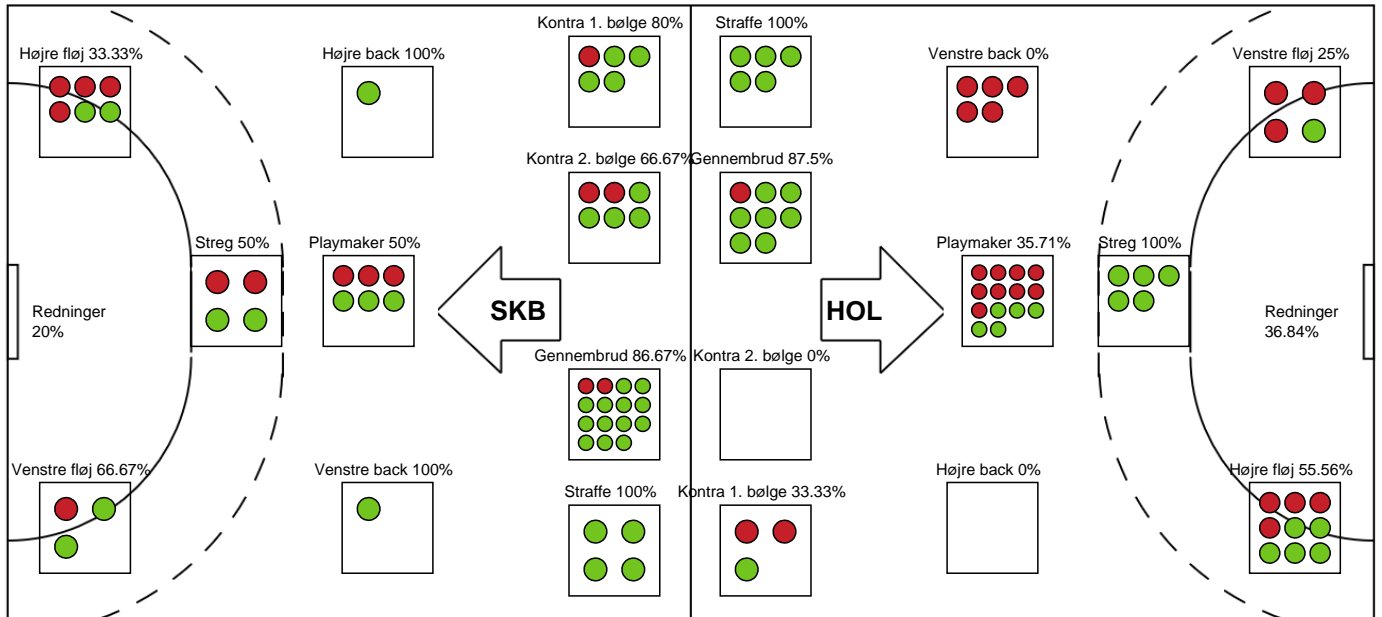 Kontra 1. bølge 80%
Straffe 100%
Højre fløj 33.33%
Højre back 100%
Venstre back 0%
Venstre fløj 25%
Kontra 2. bølge 66.67%
Gennembrud 87.5%
Streg 50%
Playmaker 50%
Playmaker 35.71%
Streg 100%
SKB
HOL
Redninger
20%
Redninger
36.84%
Gennembrud 86.67%
Kontra 2. bølge 0%
Venstre fløj 66.67%
Venstre back 100%
Højre back 0%
Højre fløj 55.56%
Straffe 100%
Kontra 1. bølge 33.33%